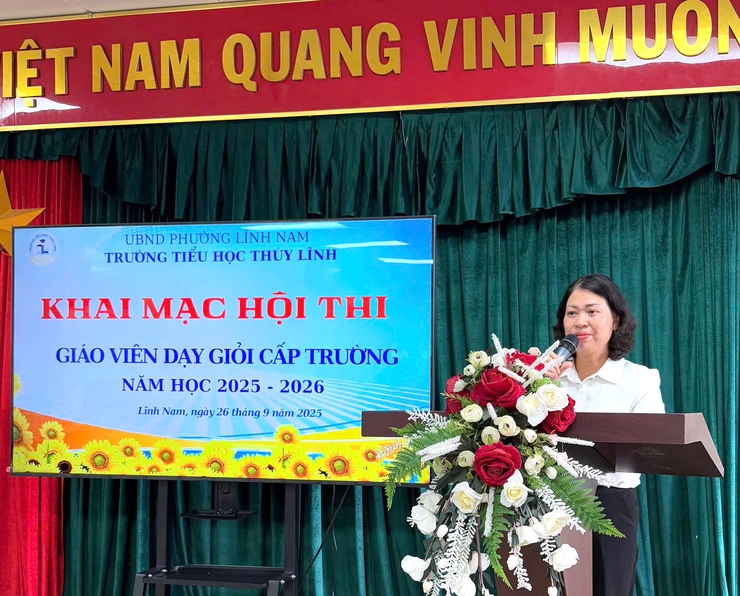 IỆT NAM QUANG VINH MUÔN
UBND PHƯỜNG LĨNH NAM
TRƯỜNG TIỂU HỌC THÚY LĨNH
KHAI MẠC HỘI THI
GIÁO VIÊN DẠY GIỎI CẤP TRƯỜNG
NĂM HỌC 2025 - 2026
Lĩnh Nam, ngày 26 tháng 9 năm 2025